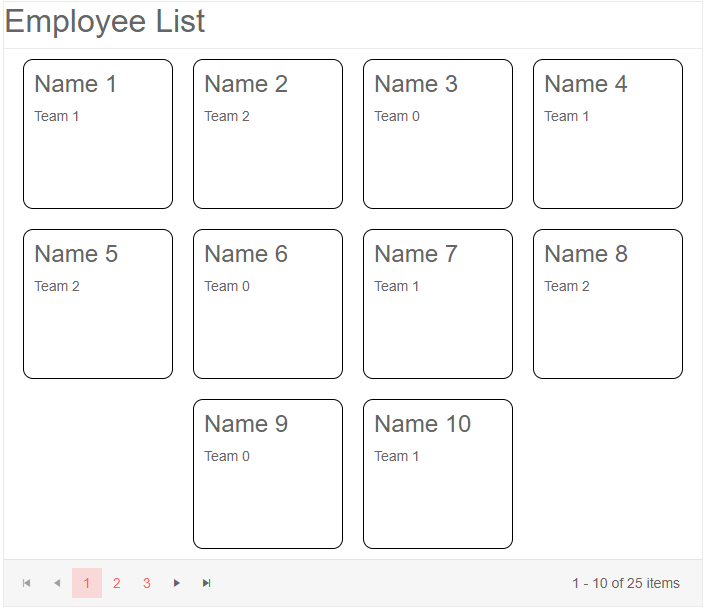 Employee List
Name 1
Team 1
Name 2
Team 2
Name 3
Team 0
Name 4
Team 1
Name 5
Team 2
Name 6
Team 0
Name 7
Team 1
Name 8
Team 2
Name 9
Team 0
Name 10
Team 1
1 2 3
1 - 10 of 25 items